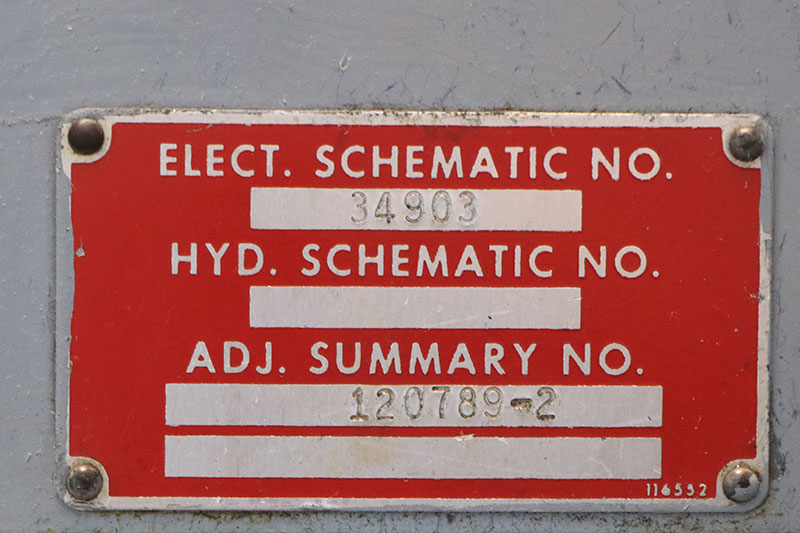 ELECT. SCHEMATIC NO.
34903
HYD. SCHEMATIC NO.
ADJ. SUMMARY NO.
120789-2
116552